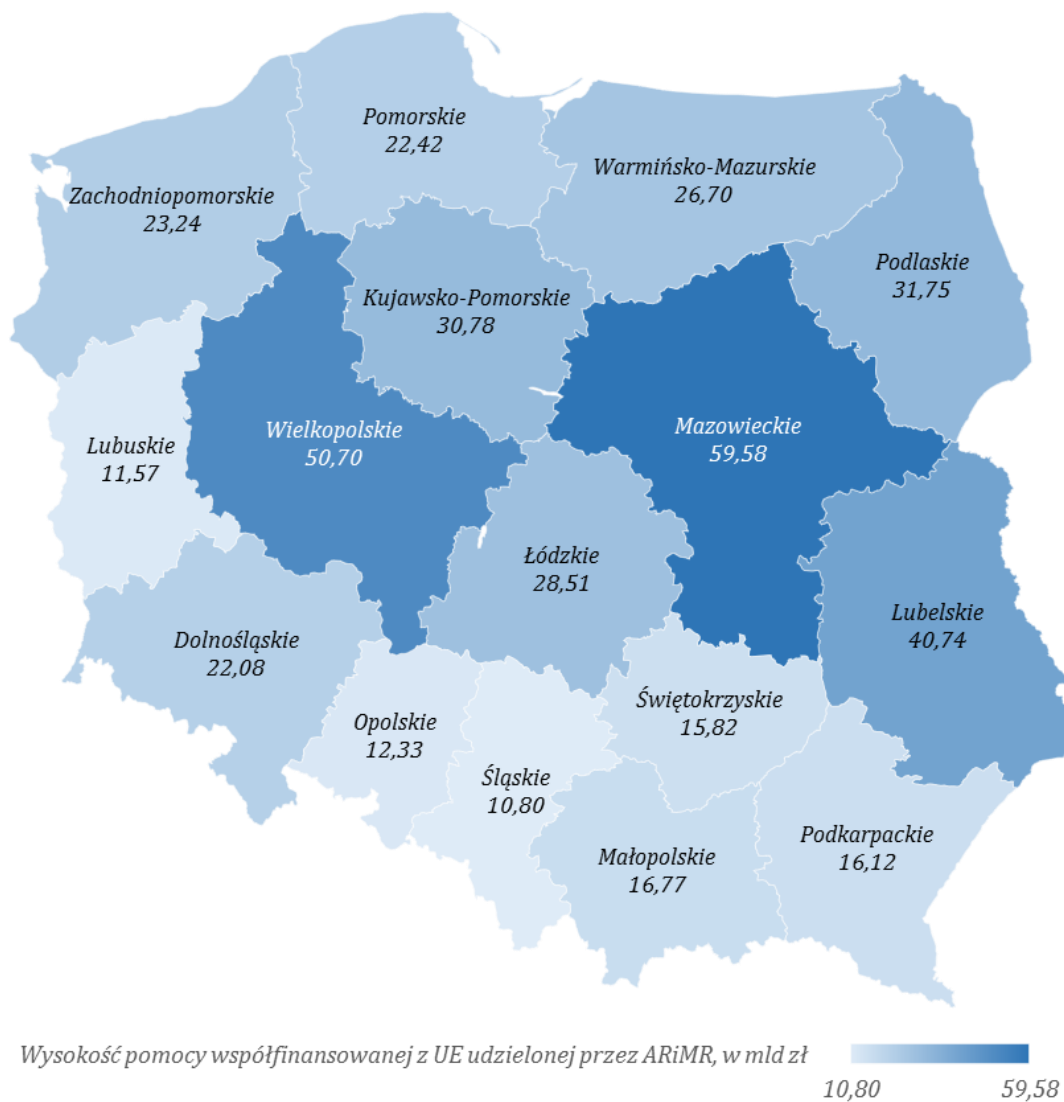 Pomorskie
22,42
Warmińsko-Mazurskie
26,70
Zachodniopomorskie
23,24
Podlaskie
31,75
Kujawsko-Pomorskie
30,78
Mazowieckie
59,58
Wielkopolskie
50,70
Lubuskie
11,57
Łódzkie
28,51
Lubelskie
40,74
Dolnośląskie
22,08
Świętokrzyskie
15,82
Opolskie
12,33
Śląskie
10,80
Podkarpackie
16,12
Małopolskie
16,77
Wysokość pomocy współfinansowanej z UE udzielonej przez ARiMR, w mld zł
10,80 59,58